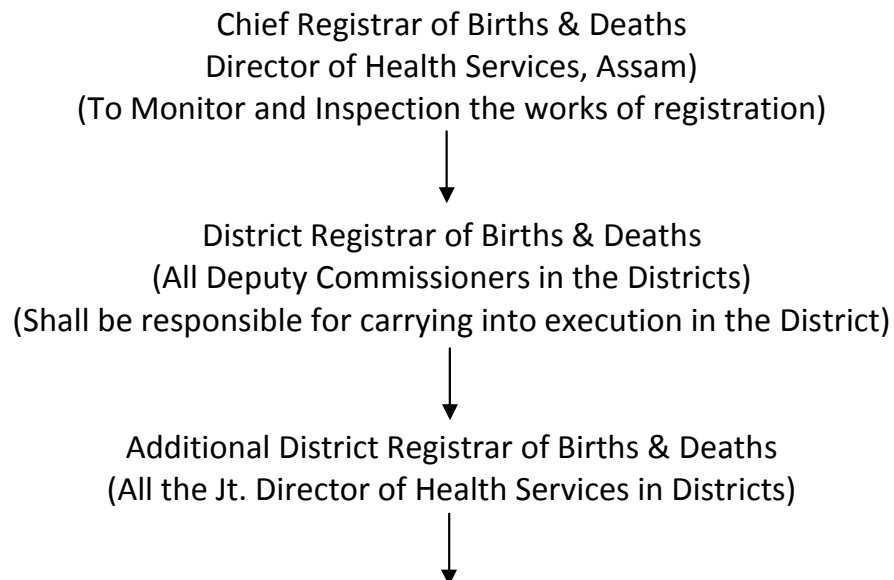 Chief Registrar of Births & Deaths
Director of Health Services, Assam)
(To Monitor and Inspection the works of registration)
District Registrar of Births & Deaths
(All Deputy Commissioners in the Districts)
(Shall be responsible for carrying into execution in the District)
Additional District Registrar of Births & Deaths
(All the Jt. Director of Health Services in Districts)